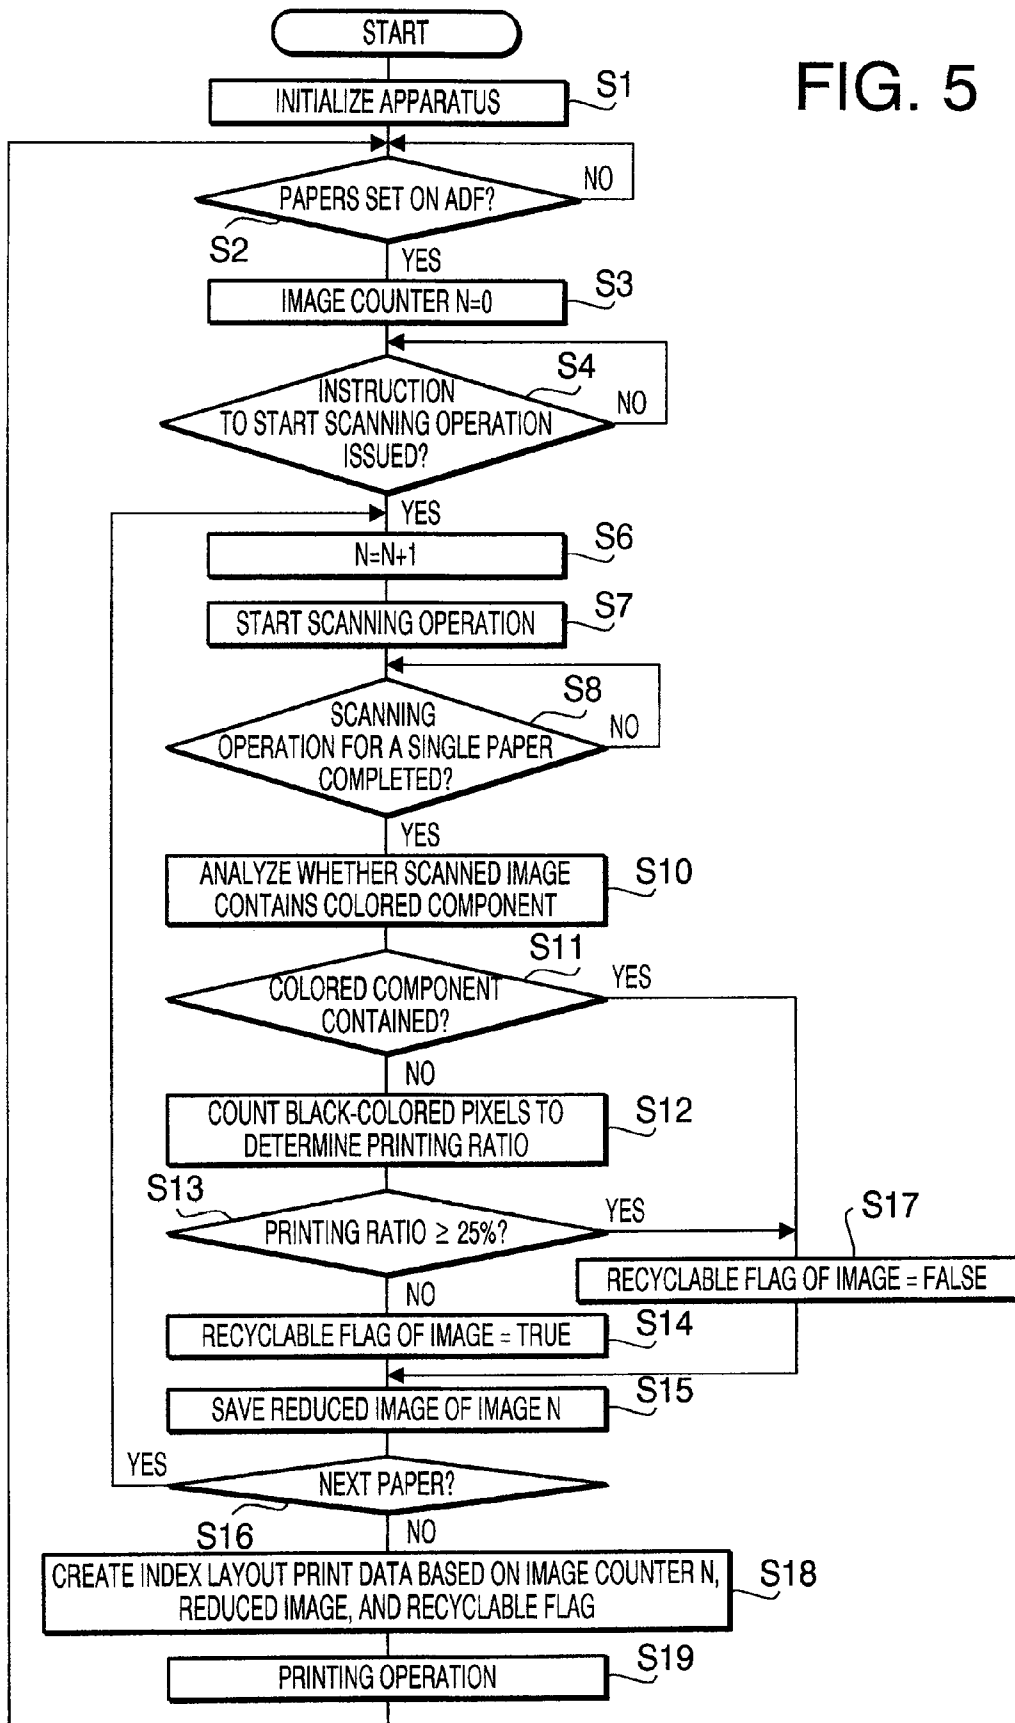 START
FIG. 5
INITIALIZE APPARATUS
S1
PAPERS SET ON ADF?
NO
S2
YES
IMAGE COUNTER N=0
S3
S4
INSTRUCTION
TO START SCANNING OPERATION
ISSUED?
NO
YES
N=N+1
S6
START SCANNING OPERATION
S7
S8
SCANNING
OPERATION FOR A SINGLE PAPER
COMPLETED?
NO
YES
ANALYZE WHETHER SCANNED IMAGE
CONTAINS COLORED COMPONENT
S10
S11
COLORED COMPONENT
CONTAINED?
YES
NO
COUNT BLACK-COLORED PIXELS TO
DETERMINE PRINTING RATIO
S12
S13
PRINTING RATIO ≥ 25%?
YES
S17
RECYCLABLE FLAG OF IMAGE = FALSE
NO
RECYCLABLE FLAG OF IMAGE = TRUE
S14
SAVE REDUCED IMAGE OF IMAGE N
S15
YES
NEXT PAPER?
S16
NO
CREATE INDEX LAYOUT PRINT DATA BASED ON IMAGE COUNTER N,
REDUCED IMAGE, AND RECYCLABLE FLAG
S18
PRINTING OPERATION
S19